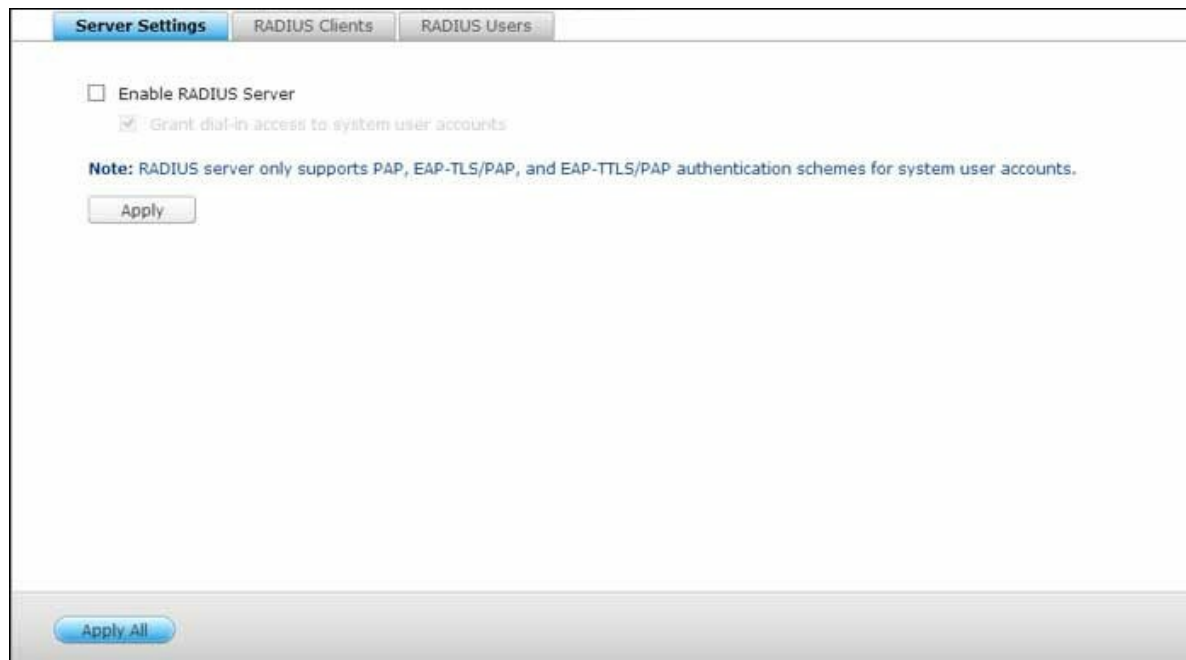 Server Settings RADIUS Clients RADIUS Users
Enable RADIUS Server
Grant dial-in access to system user accounts
Note: RADIUS server only supports PAP, EAP-TLS/PAP, and EAP-TTLS/PAP authentication schemes for system user accounts.
Apply
Apply All